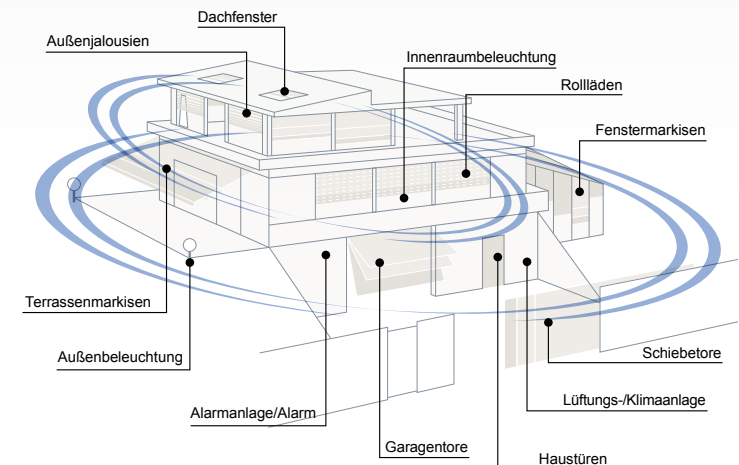 Dachfenster
Außenjalousien
Innenraumbeleuchtung
Rollläden
Fenstermarkisen
Terrassenmarkisen
Außenbeleuchtung
Schiebetore
Lüftungs-/Klimaanlage
Alarmanlage/Alarm
Garagentore
Haustüren